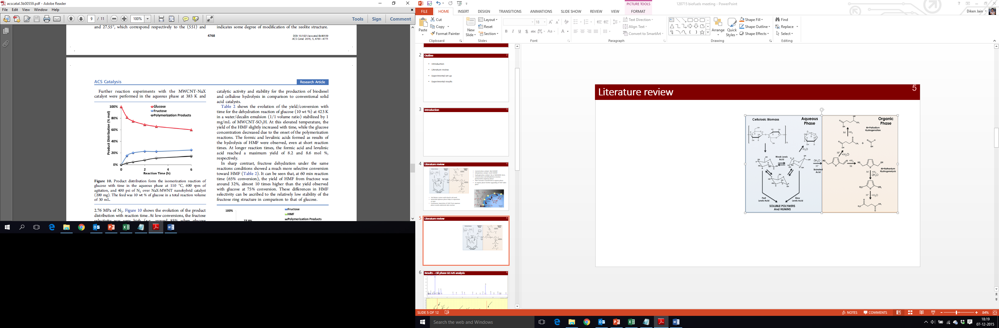 acscatal.5b00559.pdf - Adobe Reader
File Edit View Window Help
9 / 11 100% Tools Sign Comment
and 27.55°, which correspond respectively to the (551) and
indicates some degree of modification of the zeolite structure.
4768
DOI: 10.1021/acscatal.5b00559
ACS Catal. 2015, 5, 4761−4771
ACS Catalysis
Research Article
Further reaction experiments with the MWCNT-NaX
catalyst were performed in the aqueous phase at 383 K and
100%
80%
60%
40%
20%
0%
Product Distribution (% mol)
Glucose
Fructose
Polymerization Products
0 2 4 6
Reaction Time (h)
Figure 10. Product distribution form the isomerization reaction of
glucose with time in the aqueous phase at 110 °C, 600 rpm of
agitation, and 400 psi of N2 over NaX-MWNT nanohybrid catalyst
(200 mg). The feed was 10 wt % of glucose in a total reaction volume
of 30 mL.
2.76 MPa of N2. Figure 10 shows the evolution of the product
distribution with reaction time. At low conversions, the fructose
selectivity was very high (e.g., around 85% when glucose
catalytic activity and stability for the production of biodiesel
and cellulose hydrolysis in comparison to conventional solid
acid catalysts.
Table 2 shows the evolution of the yield/conversion with
time for the dehydration reaction of glucose (10 wt %) at 423 K
in a water/decalin emulsion (1/1 volume ratio) stabilized by 1
mg/mL of MWCNT-SO3H. At this elevated temperature, the
yield of the HMF slightly increased with time, while the glucose
concentration decreased due to the onset of the polymerization
reactions. The formic and levulinic acids formed as results of
the hydrolysis of HMF were observed, even at short reaction
times. At longer reaction times, the formic acid and levulinic
acid reached a maximum yield of 8.2 and 8.6 mol %,
respectively.
In sharp contrast, fructose dehydration under the same
reactions conditions showed a much more selective conversion
toward HMF (Table 2). It can be seen that, at 60 min reaction
time (65% conversion), the yield of HMF from fructose was
around 32%, almost 10 times higher than the yield observed
with glucose at 75% conversion. These differences in HMF
selectivity can be ascribed to the relatively low stability of the
fructose ring structure in comparison to that of glucose.
100%
77.8%
Fructose
HMF
Polymerization Products
PICTURE TOOLS
120715 biofuels meeting - PowerPoint
FILE HOME INSERT DESIGN TRANSITIONS ANIMATIONS SLIDE SHOW REVIEW VIEW FORMAT
Diken Jain
Paste
Cut
Copy
Format Painter
Clipboard
New Slide
Layout
Reset
Section
Slides
18
Font
Text Direction
Align Text
Convert to SmartArt
Paragraph
Arrange
Quick Styles
Shape Fill
Shape Outline
Shape Effects
Drawing
Find
Replace
Select
Editing
2
Outline
Introduction
Literature review
Experimental set up
Experimental results
3
Introduction
4
Literature review
5
Literature review
6
Results – Oil phase GC-MS analysis
Literature review
5
Cellulosic Biomass
Aqueous Phase
Organic Phase
M=Palladium
Hydrogenation
M +H2
-H2O
Weak Lewis
Acid
-3H2O
H+
Brønsted
Acid
H+ +H2O
+H2
M
M=Ruthenium
Hydrogenolysis
M +H2
-2H2O
H+ +H2O
Fast
Lewis Acid
Slow
Lewis Acid
SOLUBLE POLYMERS
And HUMINS
SLIDE 5 OF 12
NOTES COMMENTS 84%
Search the web and Windows
18:19
07-12-2015